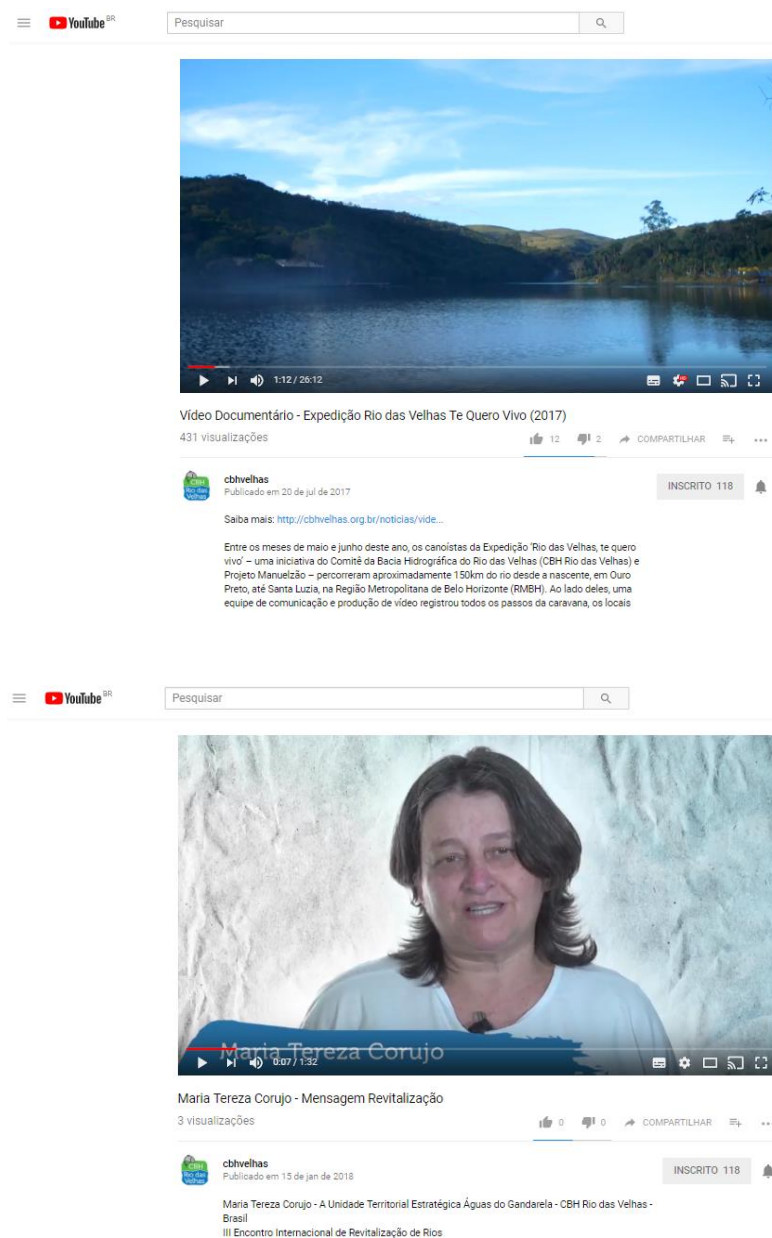 YouTube BR
Pesquisar
1:12 / 26:12
Vídeo Documentário - Expedição Rio das Velhas Te Quero Vivo (2017)
431 visualizações
12 2 COMPARTILHAR
CBH
Rio das
Velhas
cbhvelhas
Publicado em 20 de jul de 2017
INSCRITO 118
Saiba mais: http://cbhvelhas.org.br/noticias/vide...
Entre os meses de maio e junho deste ano, os canoístas da Expedição 'Rio das Velhas, te quero
vivo' – uma iniciativa do Comitê da Bacia Hidrográfica do Rio das Velhas (CBH Rio das Velhas) e
Projeto Manuelzão – percorreram aproximadamente 150km do rio desde a nascente, em Ouro
Preto, até Santa Luzia, na Região Metropolitana de Belo Horizonte (RMBH). Ao lado deles, uma
equipe de comunicação e produção de vídeo registrou todos os passos da caravana, os locais
YouTube BR
Pesquisar
Maria Tereza Corujo
0:07 / 1:32
Maria Tereza Corujo - Mensagem Revitalização
3 visualizações
0 0 COMPARTILHAR
CBH
Rio das
Velhas
cbhvelhas
Publicado em 15 de jan de 2018
INSCRITO 118
Maria Tereza Corujo - A Unidade Territorial Estratégica Águas do Gandarela - CBH Rio das Velhas -
Brasil
III Encontro Internacional de Revitalização de Rios